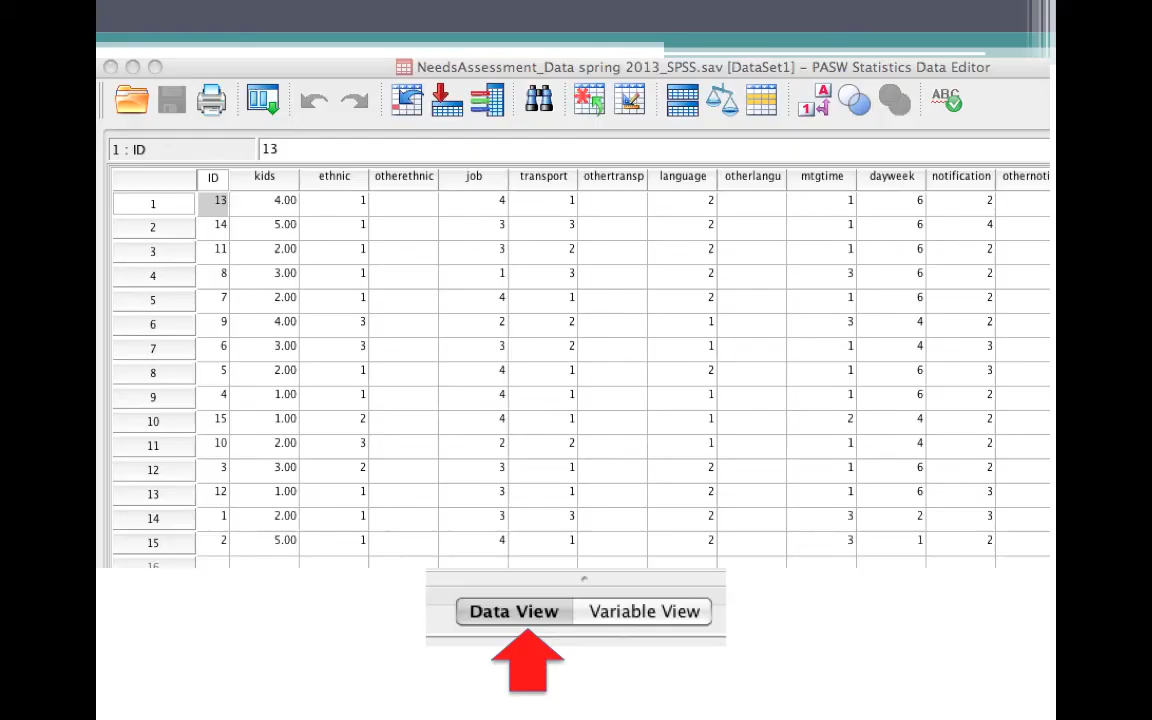 NeedsAssessment_Data spring 2013_SPSS.sav [DataSet1] – PASW Statistics Data Editor
A
1
ABC
1 : ID 13
ID kids ethnic otherethnic job transport othertransp language otherlangu mtgtime dayweek notification othernoti
1 13 4.00 1 4 1 2 1 6 2
2 14 5.00 1 3 3 2 1 6 4
3 11 2.00 1 3 2 2 1 6 2
4 8 3.00 1 1 3 2 3 6 2
5 7 2.00 1 4 1 2 1 6 2
6 9 4.00 3 2 2 1 3 4 2
7 6 3.00 3 3 2 1 1 4 3
8 5 2.00 1 4 1 2 1 6 3
9 4 1.00 1 4 1 1 1 6 2
10 15 1.00 2 4 1 1 2 4 2
11 10 2.00 3 2 2 1 1 4 2
12 3 3.00 2 3 1 2 1 6 2
13 12 1.00 1 3 1 2 1 6 3
14 1 2.00 1 3 3 2 3 2 3
15 2 5.00 1 4 1 2 3 1 2
16
Data View Variable View